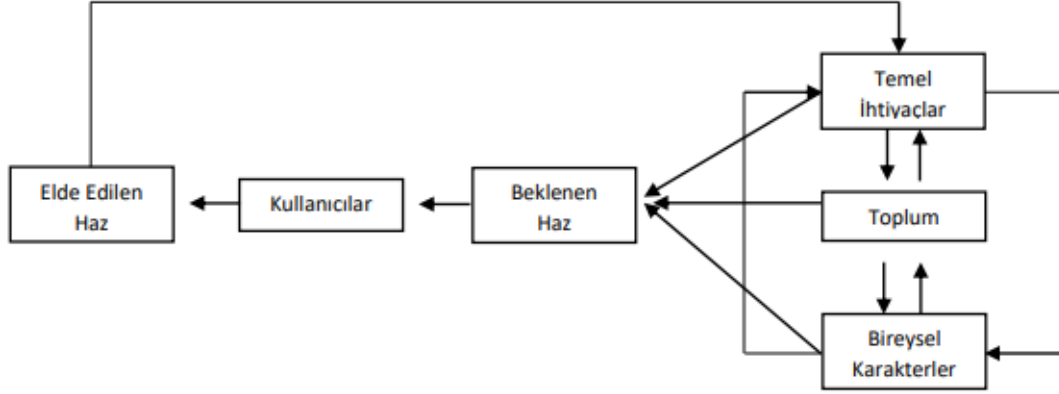 Temel
İhtiyaçlar
Elde Edilen
Haz
Kullanıcılar
Beklenen
Haz
Toplum
Bireysel
Karakterler